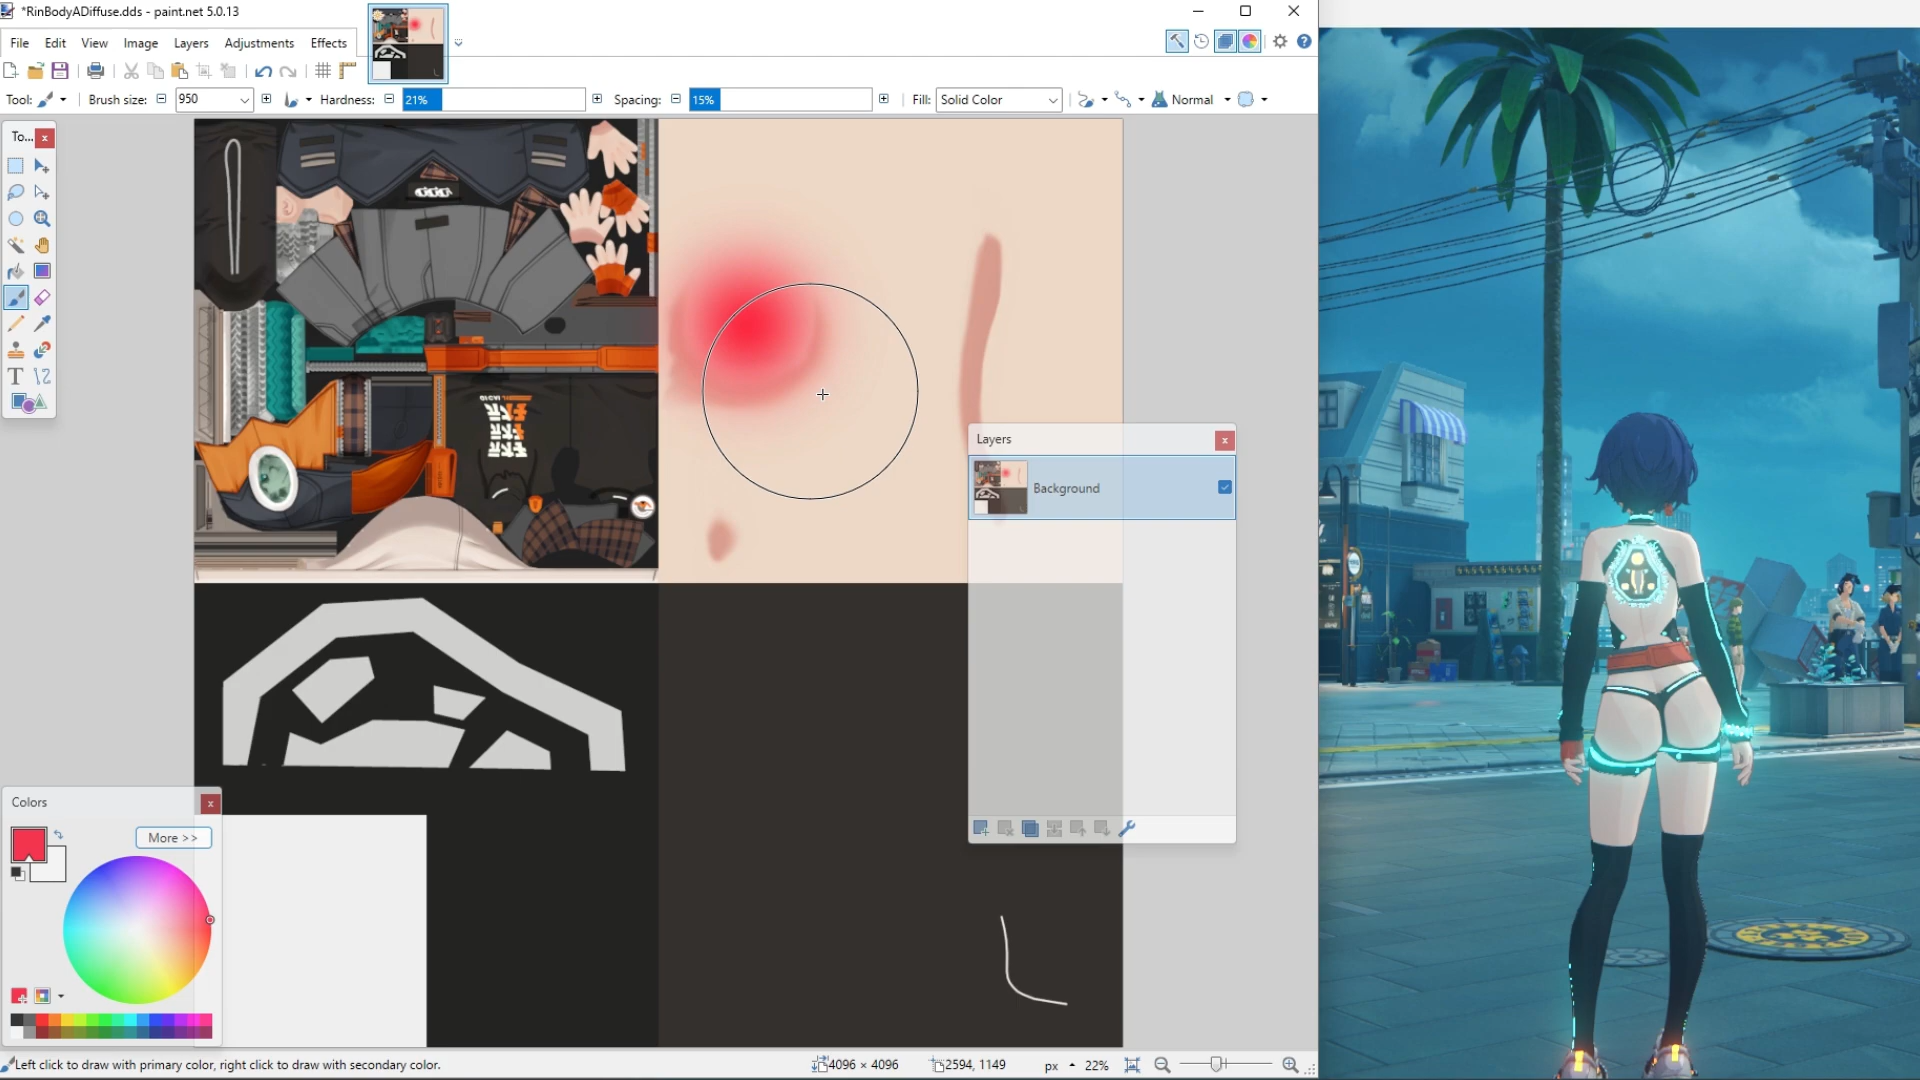 *RinBodyADiffuse.dds - paint.net 5.0.13
File Edit View Image Layers Adjustments Effects
Tool: Brush size: 950 Hardness: 21% Spacing: 15% Fill: Solid Color Normal
To...
Layers
Background
Colors
More >>
Left click to draw with primary color, right click to draw with secondary color. 4096 × 4096 2594, 1149 px 22%